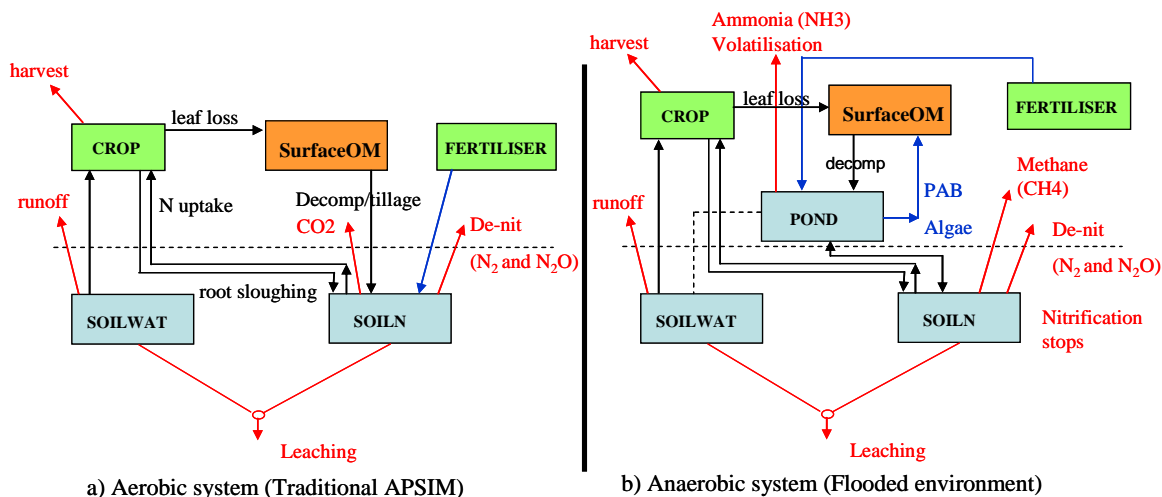 harvest
leaf loss
CROP
SurfaceOM
FERTILISER
runoff
N uptake
Decomp/tillage
CO2
De-nit
(N2 and N2O)
root sloughing
SOILWAT
SOILN
Leaching
a) Aerobic system (Traditional APSIM)
Ammonia (NH3)
Volatilisation
harvest
leaf loss
CROP
SurfaceOM
FERTILISER
decomp
Methane
(CH4)
PAB
runoff
POND
Algae
De-nit
(N2 and N2O)
SOILWAT
SOILN
Nitrification
stops
Leaching
b) Anaerobic system (Flooded environment)